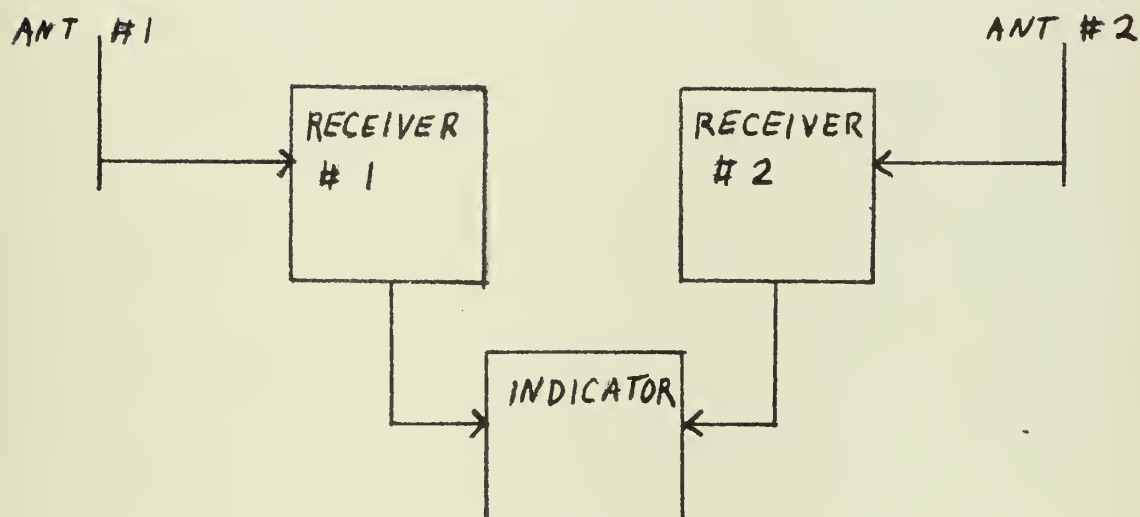 ANT #1
ANT #2
RECEIVER
# 1
RECEIVER
# 2
INDICATOR